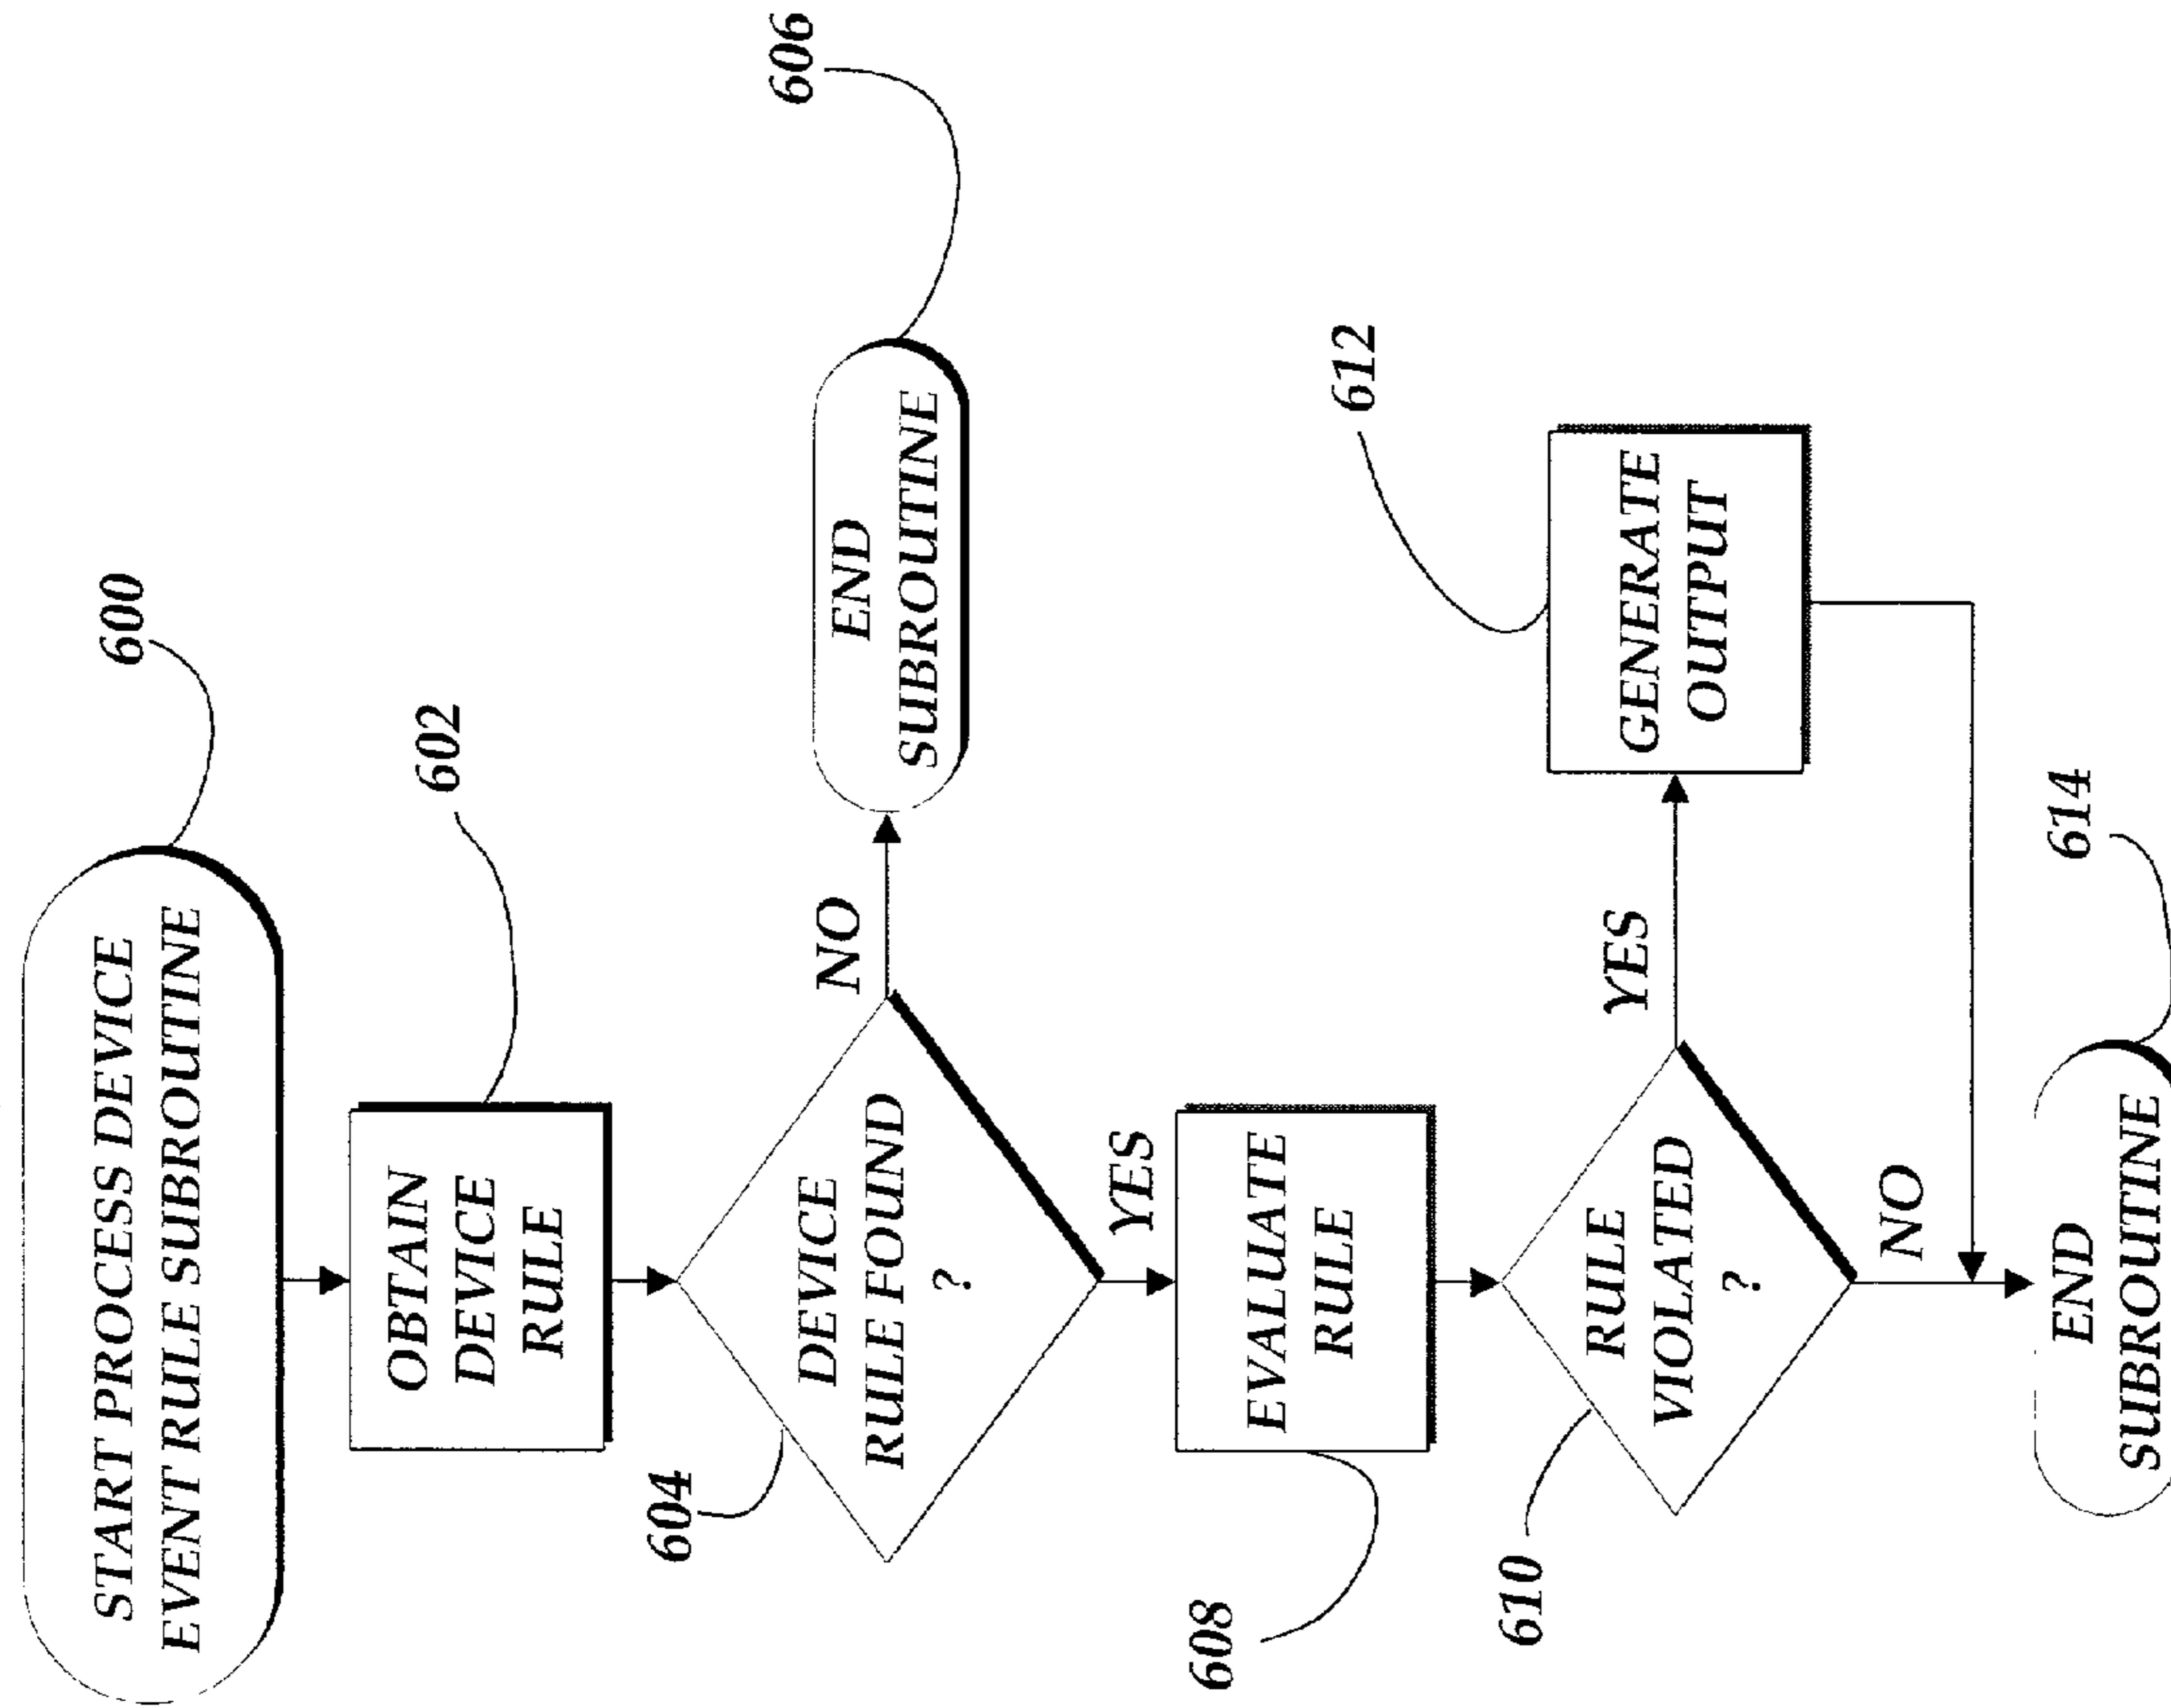 600
START PROCESS DEVICE
EVENT RULE SUBROUTINE
602
OBTAIN
DEVICE
RULE
604
DEVICE
RULE FOUND
?
NO
606
END
SUBROUTINE
YES
608
EVALUATE
RULE
610
RULE
VIOLATED
?
YES
612
GENERATE
OUTPUT
NO
614
END
SUBROUTINE